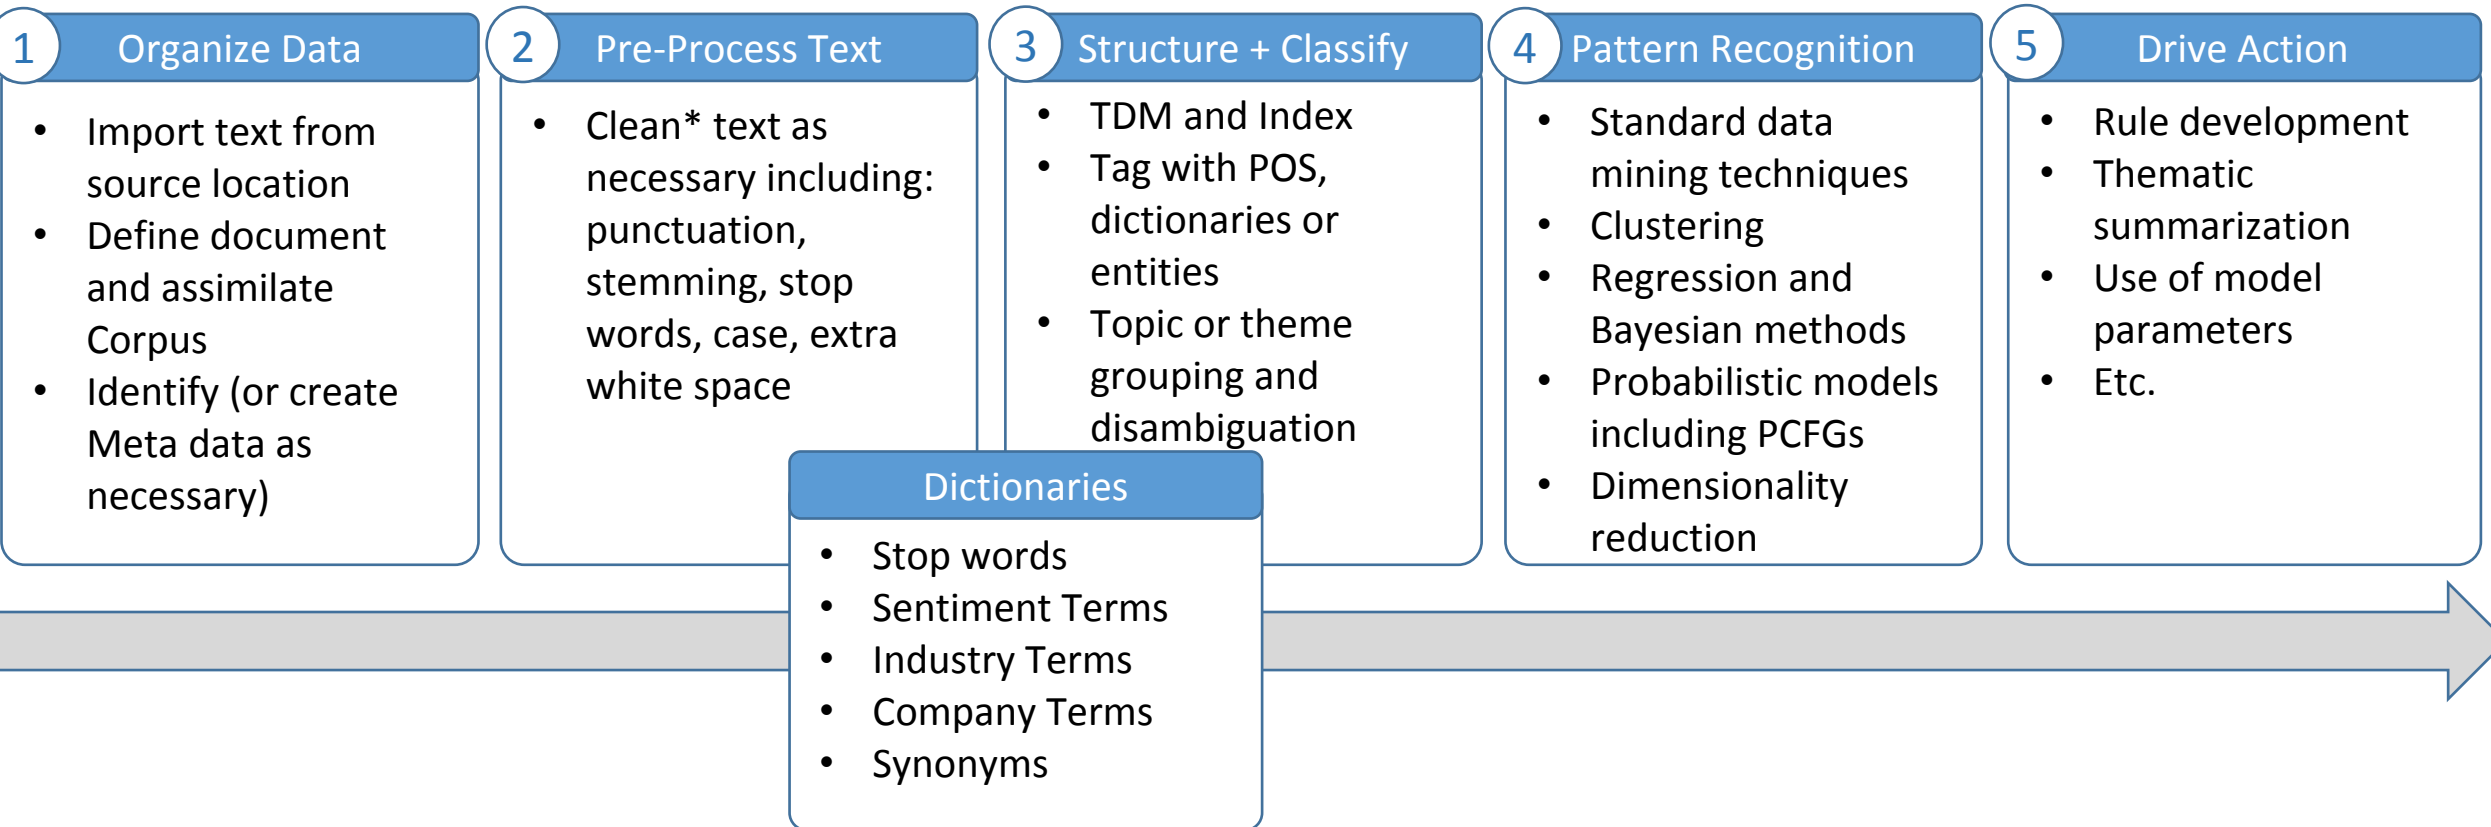 1 Organize Data
• Import text from
source location
• Define document
and assimilate
Corpus
• Identify (or create
Meta data as
necessary)
2 Pre-Process Text
• Clean* text as
necessary including:
punctuation,
stemming, stop
words, case, extra
white space
3 Structure + Classify
• TDM and Index
• Tag with POS,
dictionaries or
entities
• Topic or theme
grouping and
disambiguation
Dictionaries
• Stop words
• Sentiment Terms
• Industry Terms
• Company Terms
• Synonyms
4 Pattern Recognition
• Standard data
mining techniques
• Clustering
• Regression and
Bayesian methods
• Probabilistic models
including PCFGs
• Dimensionality
reduction
5 Drive Action
• Rule development
• Thematic
summarization
• Use of model
parameters
• Etc.